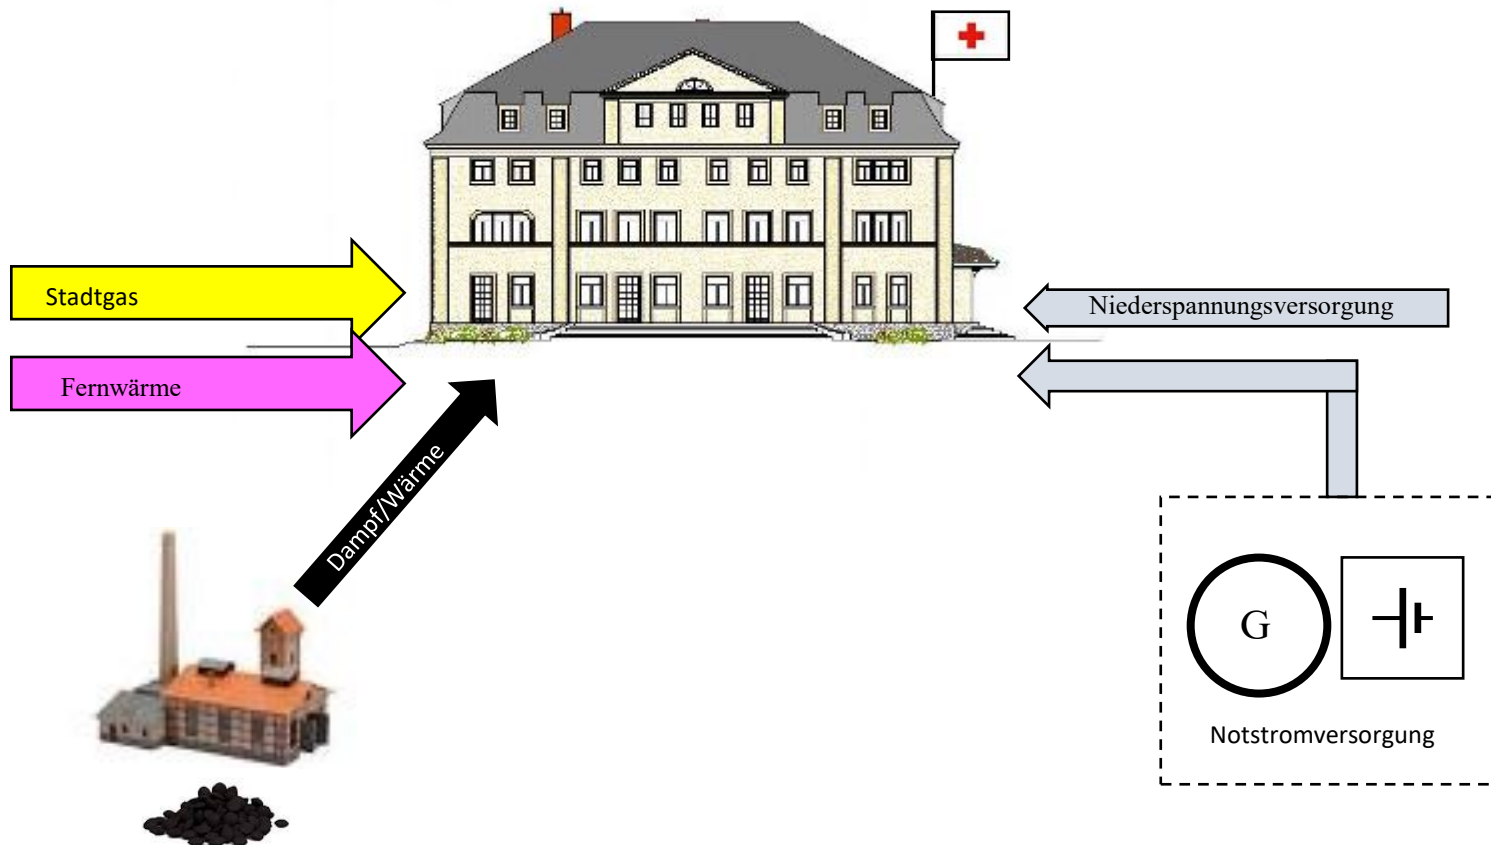 Stadtgas
Niederspannungsversorgung
Fernwärme
Dampf/Wärme
G
Notstromversorgung